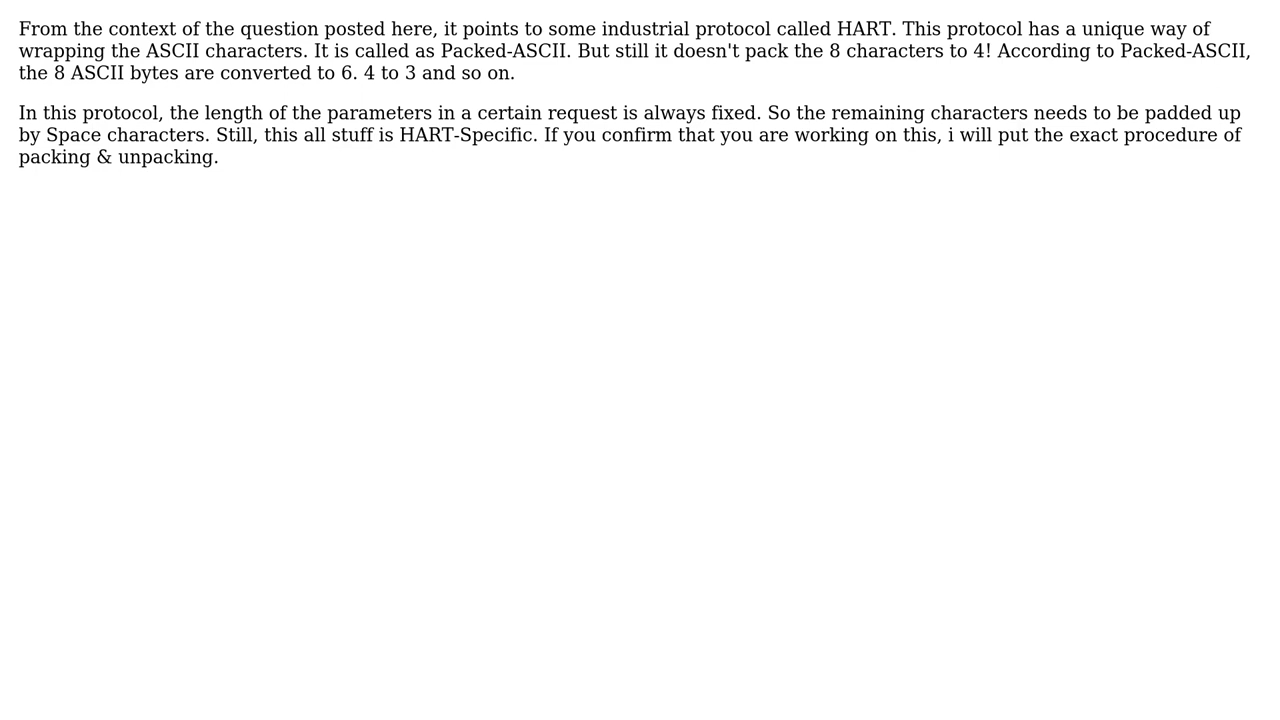 From the context of the question posted here, it points to some industrial protocol called HART. This protocol has a unique way of
wrapping the ASCII characters. It is called as Packed-ASCII. But still it doesn't pack the 8 characters to 4! According to Packed-ASCII,
the 8 ASCII bytes are converted to 6. 4 to 3 and so on.
In this protocol, the length of the parameters in a certain request is always fixed. So the remaining characters needs to be padded up
by Space characters. Still, this all stuff is HART-Specific. If you confirm that you are working on this, i will put the exact procedure of
packing & unpacking.